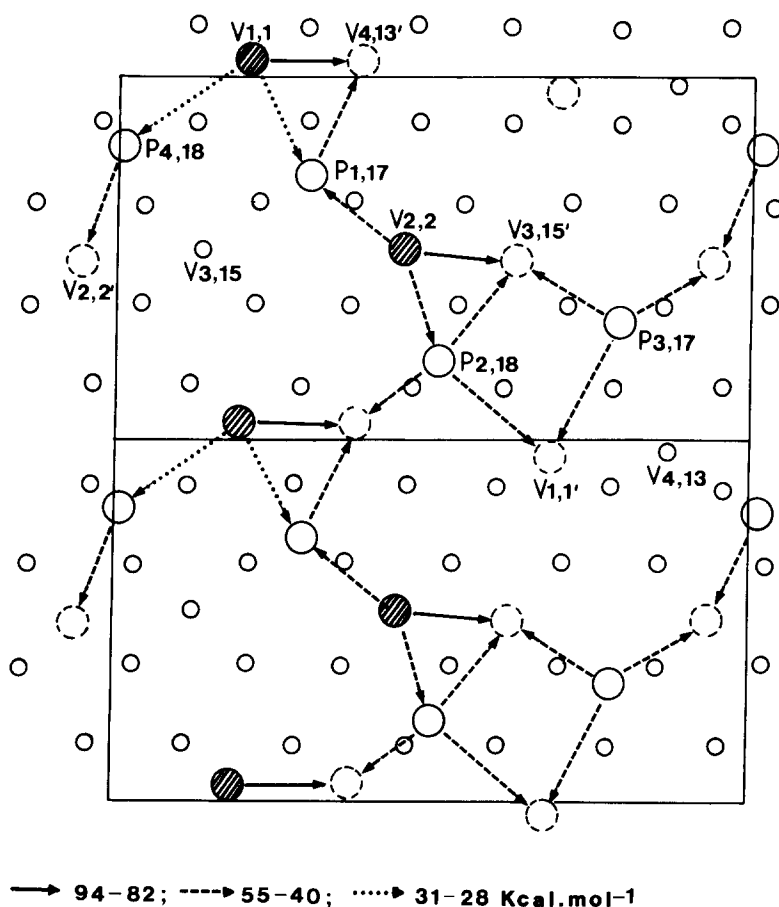 V1,1 V4,13'
P4,18
P1,17
V2,2 V3,15'
V3,15
V2,2'
P3,17
P2,18
V4,13
V1,1'
94-82; 55-40; 31-28 Kcal.mol-1